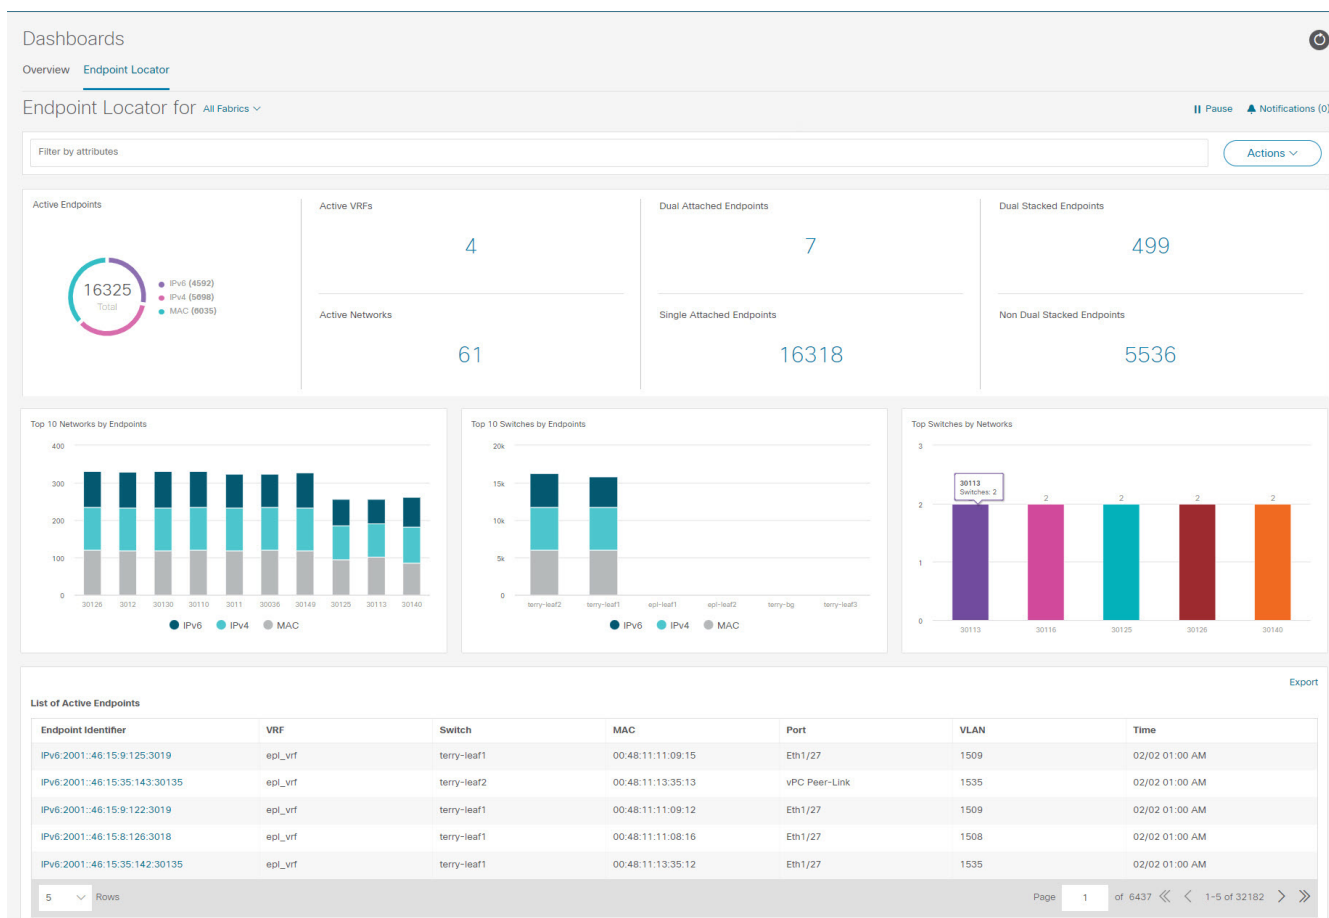 Dashboards
Overview Endpoint Locator
Endpoint Locator for All Fabrics
Pause Notifications (0)
Filter by attributes
Actions
Active Endpoints
16325
Total
IPv6 (4592)
IPv4 (5698)
MAC (6035)
Active VRFs
4
Active Networks
61
Dual Attached Endpoints
7
Single Attached Endpoints
16318
Dual Stacked Endpoints
499
Non Dual Stacked Endpoints
5536
Top 10 Networks by Endpoints
400
300
200
100
0
30126 3012 30130 30110 3011 30036 30149 30125 30113 30140
IPv6 IPv4 MAC
Top 10 Switches by Endpoints
20k
15k
10k
5k
0
terry-leaf2 terry-leaf1 epl-leaf1 epl-leaf2 terry-bg terry-leaf3
IPv6 IPv4 MAC
Top Switches by Networks
3
30113
Switches: 2
2 2 2 2 2
1
0
30113 30116 30125 30126 30140
Export
List of Active Endpoints
Endpoint Identifier VRF Switch MAC Port VLAN Time
IPv6:2001::46:15:9:125:3019 epl_vrf terry-leaf1 00:48:11:11:09:15 Eth1/27 1509 02/02 01:00 AM
IPv6:2001::46:15:35:143:30135 epl_vrf terry-leaf2 00:48:11:13:35:13 vPC Peer-Link 1535 02/02 01:00 AM
IPv6:2001::46:15:9:122:3019 epl_vrf terry-leaf1 00:48:11:11:09:12 Eth1/27 1509 02/02 01:00 AM
IPv6:2001::46:15:8:126:3018 epl_vrf terry-leaf1 00:48:11:11:08:16 Eth1/27 1508 02/02 01:00 AM
IPv6:2001::46:15:35:142:30135 epl_vrf terry-leaf1 00:48:11:13:35:12 Eth1/27 1535 02/02 01:00 AM
5 Rows Page 1 of 6437 1-5 of 32182